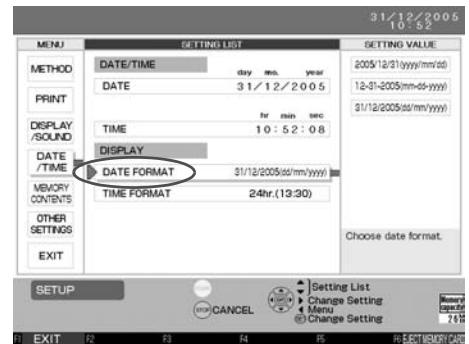 31/12/2005
10:52
MENU
SETTING LIST
SETTING VALUE
METHOD
PRINT
DISPLAY
/SOUND
DATE
/TIME
MEMORY
CONTENTS
OTHER
SETTINGS
EXIT
DATE/TIME
day mo. year
DATE 31/12/2005
hr min sec
TIME 10:52:08
DISPLAY
DATE FORMAT 31/12/2005(dd/mm/yyyy)
TIME FORMAT 24hr.(13:30)
2005/12/31(yyyy/mm/dd)
12-31-2005(mm-dd-yyyy)
31/12/2005(dd/mm/yyyy)
Choose date format.
SETUP
STOP CANCEL
Setting List
Change Setting
Menu
Change Setting
Memory
capacity
F1 EXIT F2 F3 F4 F5 F6 EJECT MEMORY CARD